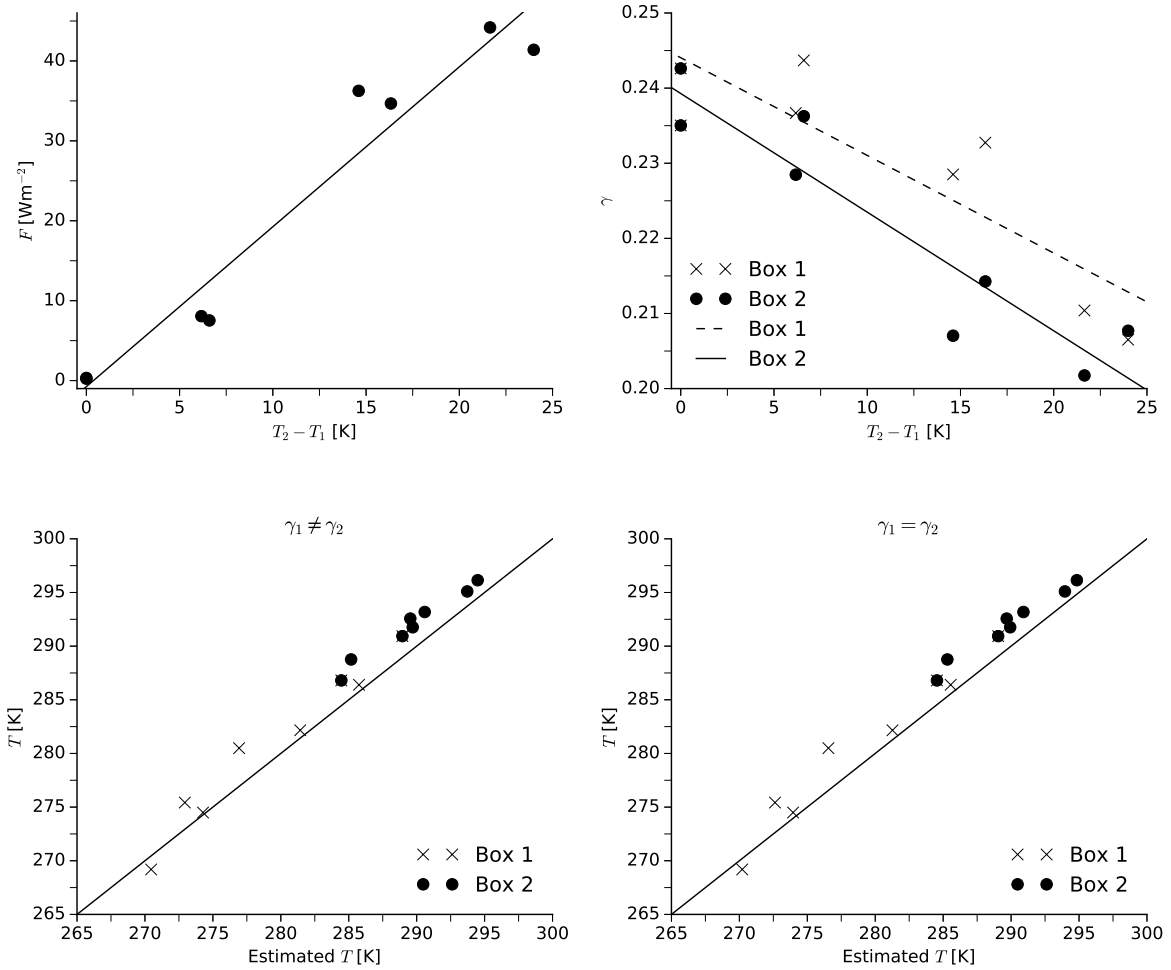 40
30
20
10
0
F [Wm⁻²]
0 5 10 15 20 25
T₂ − T₁ [K]
0.25
0.24
0.23
0.22
0.21
0.20
γ
Box 1
Box 2
Box 1
Box 2
0 5 10 15 20 25
T₂ − T₁ [K]
γ₁ ≠ γ₂
300
295
290
285
280
275
270
265
T [K]
Box 1
Box 2
265 270 275 280 285 290 295 300
Estimated T [K]
γ₁ = γ₂
300
295
290
285
280
275
270
265
T [K]
Box 1
Box 2
265 270 275 280 285 290 295 300
Estimated T [K]